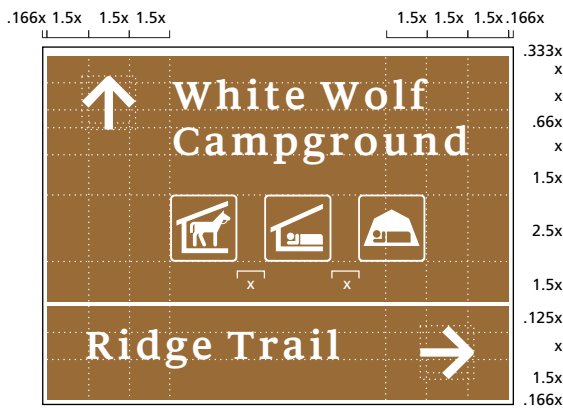 .166x 1.5x 1.5x 1.5x 1.5x 1.5x 1.5x .166x
.333x
x
White Wolf
x
.66x
Campground
x
1.5x
2.5x
x x
1.5x
.125x
Ridge Trail
x
1.5x
.166x